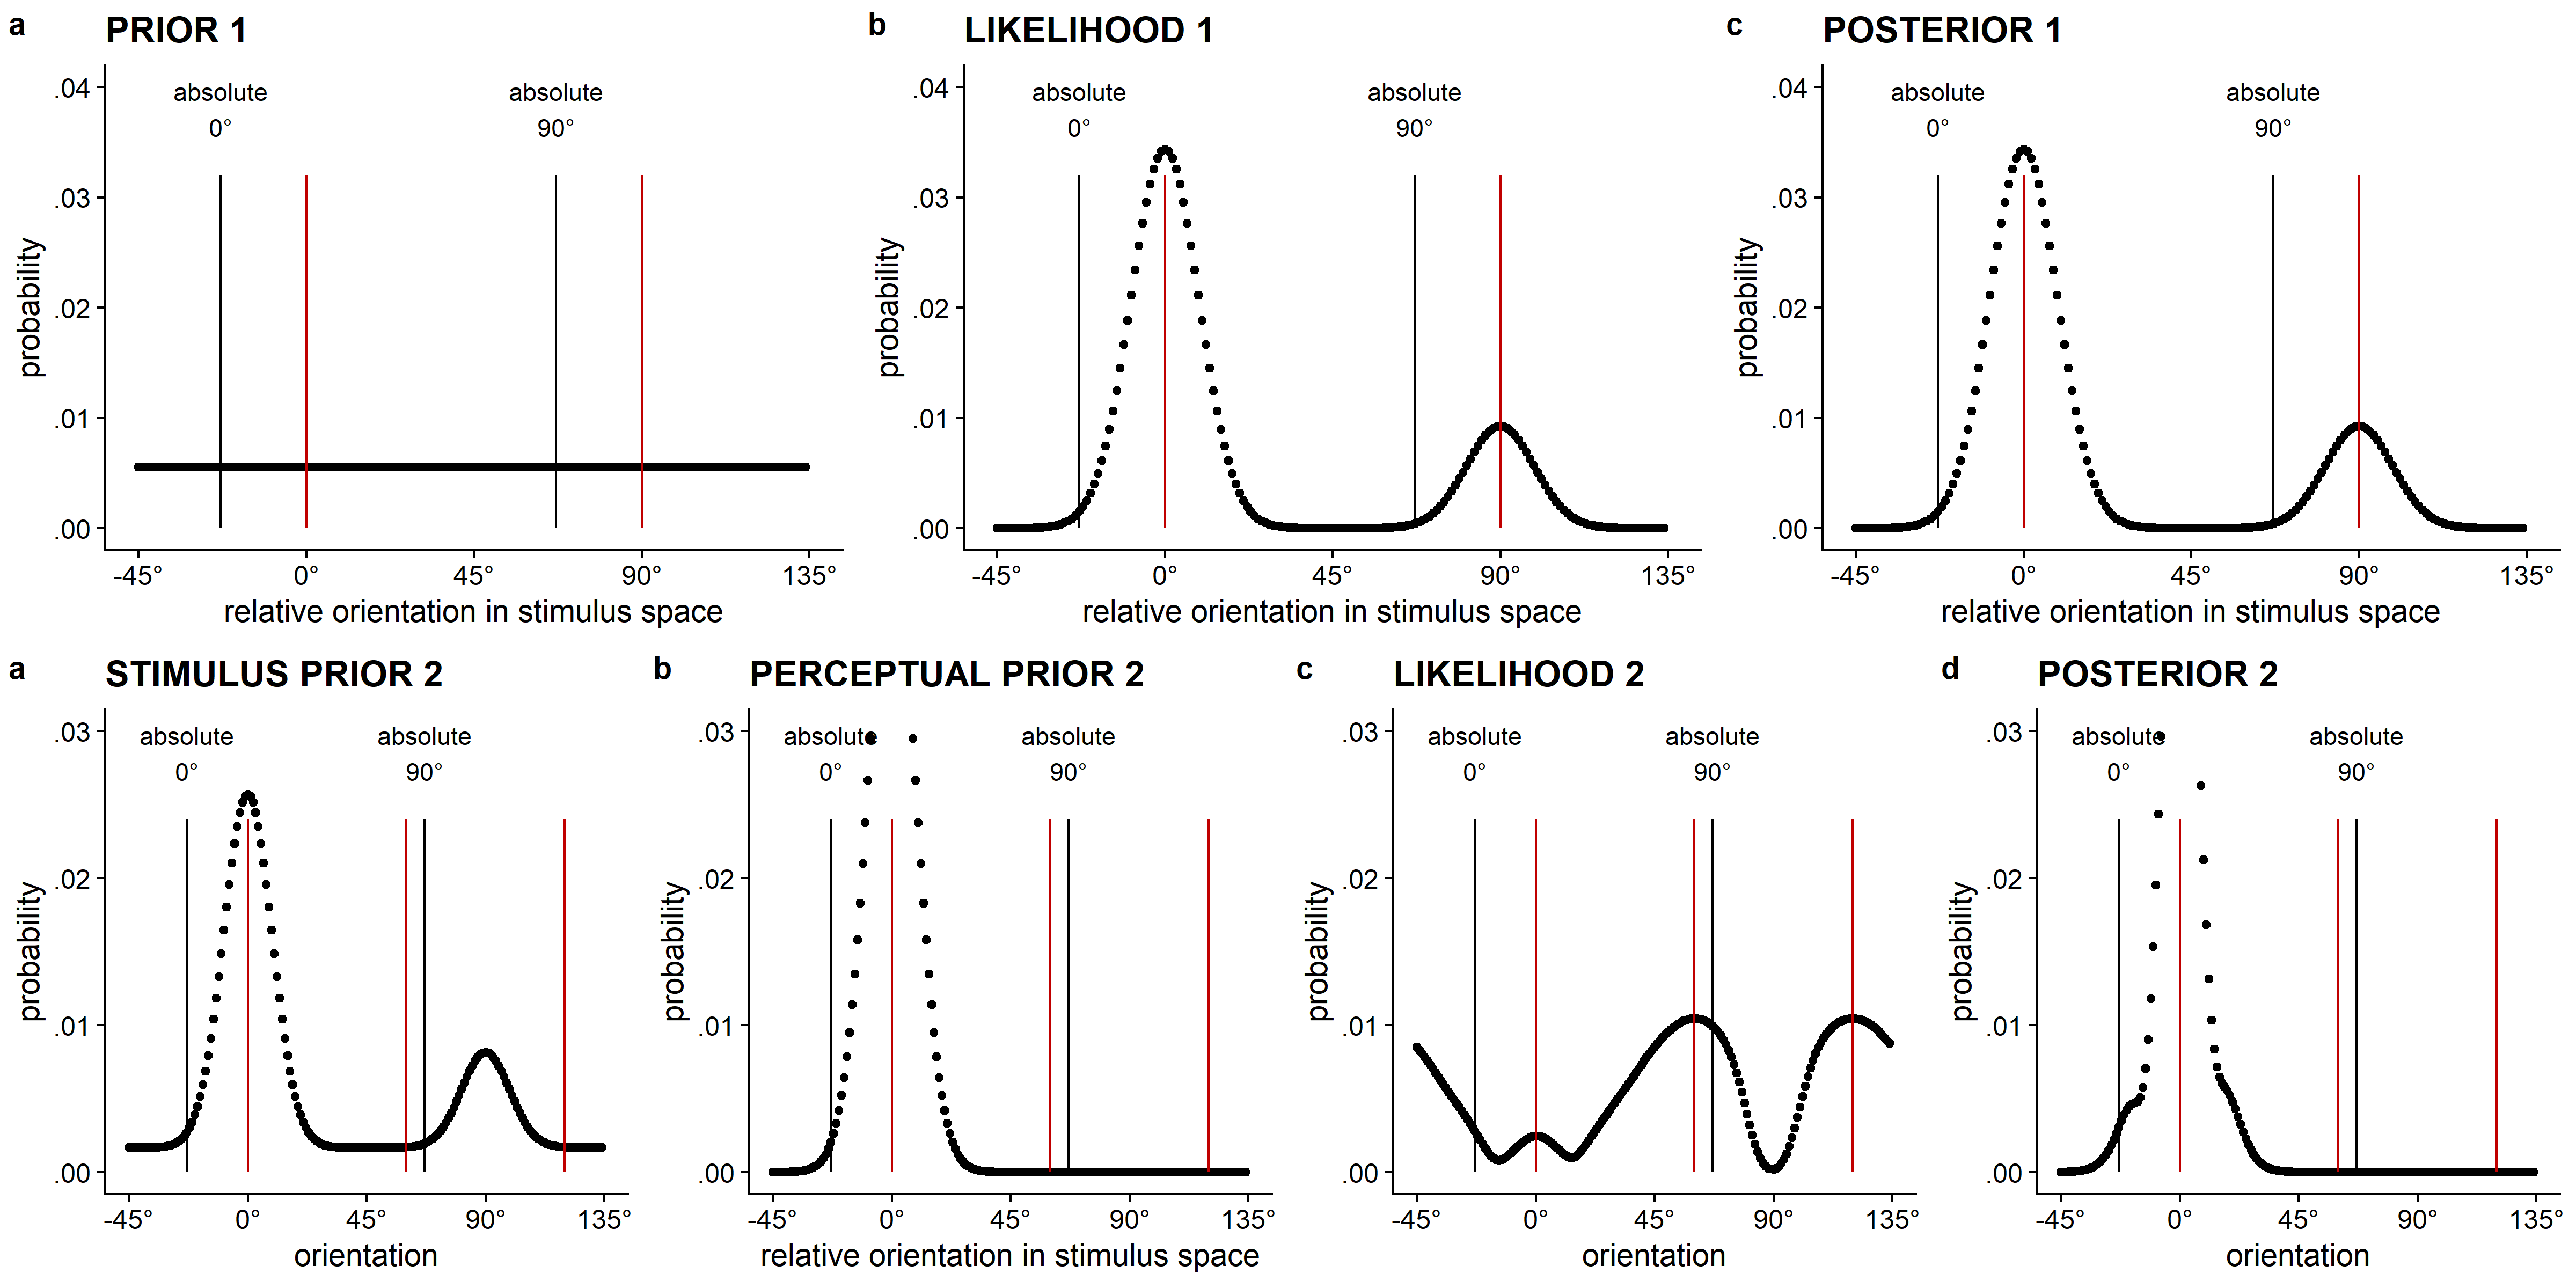 a PRIOR 1
absolute absolute
0° 90°
.04
.03
.02
.01
.00
probability
-45° 0° 45° 90° 135°
relative orientation in stimulus space
b LIKELIHOOD 1
absolute absolute
0° 90°
.04
.03
.02
.01
.00
probability
-45° 0° 45° 90° 135°
relative orientation in stimulus space
c POSTERIOR 1
absolute absolute
0° 90°
.04
.03
.02
.01
.00
probability
-45° 0° 45° 90° 135°
relative orientation in stimulus space
a STIMULUS PRIOR 2
absolute absolute
0° 90°
.03
.02
.01
.00
probability
-45° 0° 45° 90° 135°
orientation
b PERCEPTUAL PRIOR 2
absolute absolute
0° 90°
.03
.02
.01
.00
probability
-45° 0° 45° 90° 135°
relative orientation in stimulus space
c LIKELIHOOD 2
absolute absolute
0° 90°
.03
.02
.01
.00
probability
-45° 0° 45° 90° 135°
orientation
d POSTERIOR 2
absolute absolute
0° 90°
.03
.02
.01
.00
probability
-45° 0° 45° 90° 135°
orientation